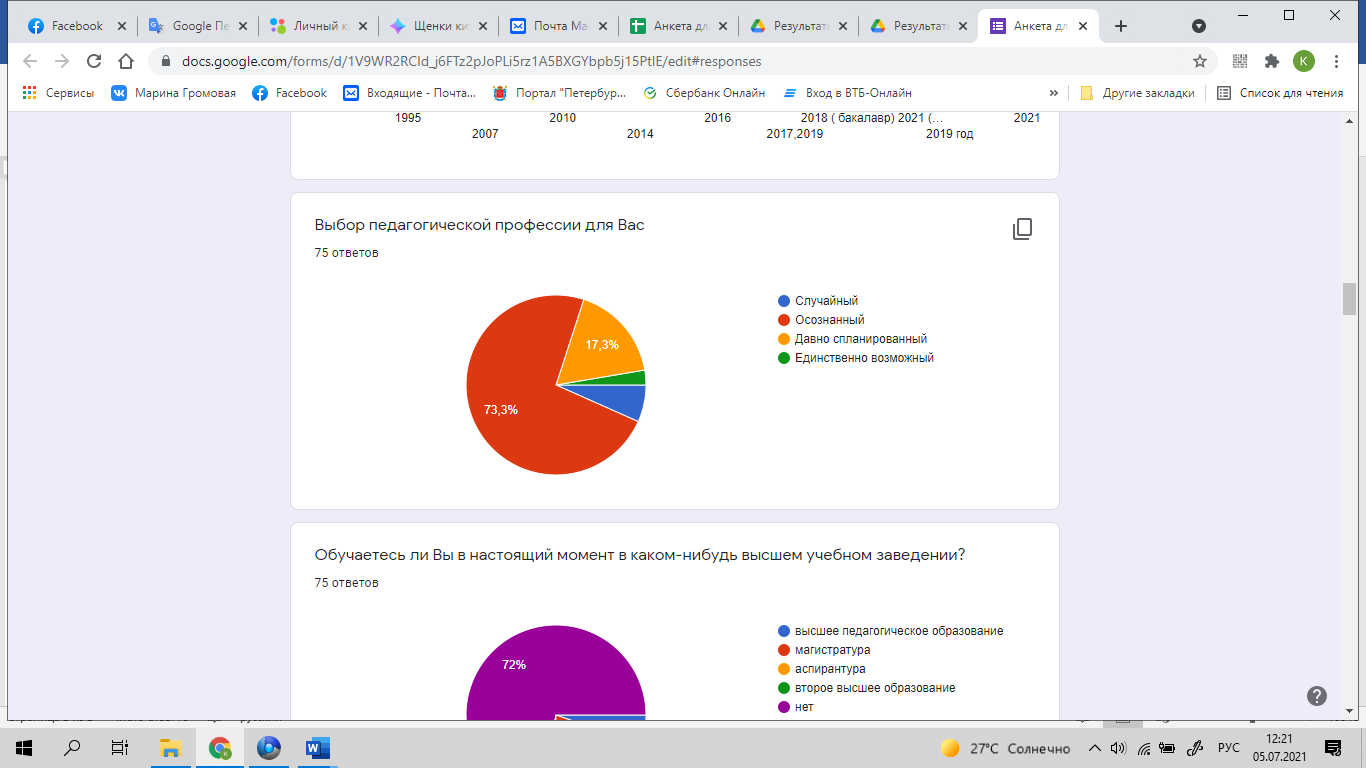 Facebook
Google Пе
Личный ка
Щенки ки
Почта Ма
Анкета дл
Результат
Результат
Анкета дл
docs.google.com/forms/d/1V9WR2RCId_j6FTz2pJoPLi5rz1A5BXGYbpb5j15PtIE/edit#responses
K
Сервисы
Марина Громовая
Facebook
Входящие - Почта...
Портал "Петербур...
Сбербанк Онлайн
Вход в ВТБ-Онлайн
»
Другие закладки
Список для чтения
1995 2010 2016 2018 ( бакалавр) 2021 (... 2021
2007 2014 2017,2019 2019 год
Выбор педагогической профессии для Вас
75 ответов
17,3%
73,3%
Случайный
Осознанный
Давно спланированный
Единственно возможный
Обучаетесь ли Вы в настоящий момент в каком-нибудь высшем учебном заведении?
75 ответов
72%
высшее педагогическое образование
магистратура
аспирантура
второе высшее образование
нет
27°C Солнечно
РУС
12:21
05.07.2021